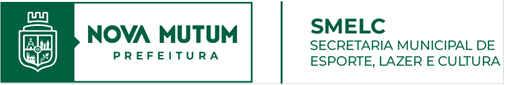 NOVA MUTUM
PREFEITURA
SMELC
SECRETARIA MUNICIPAL DE
ESPORTE, LAZER E CULTURA